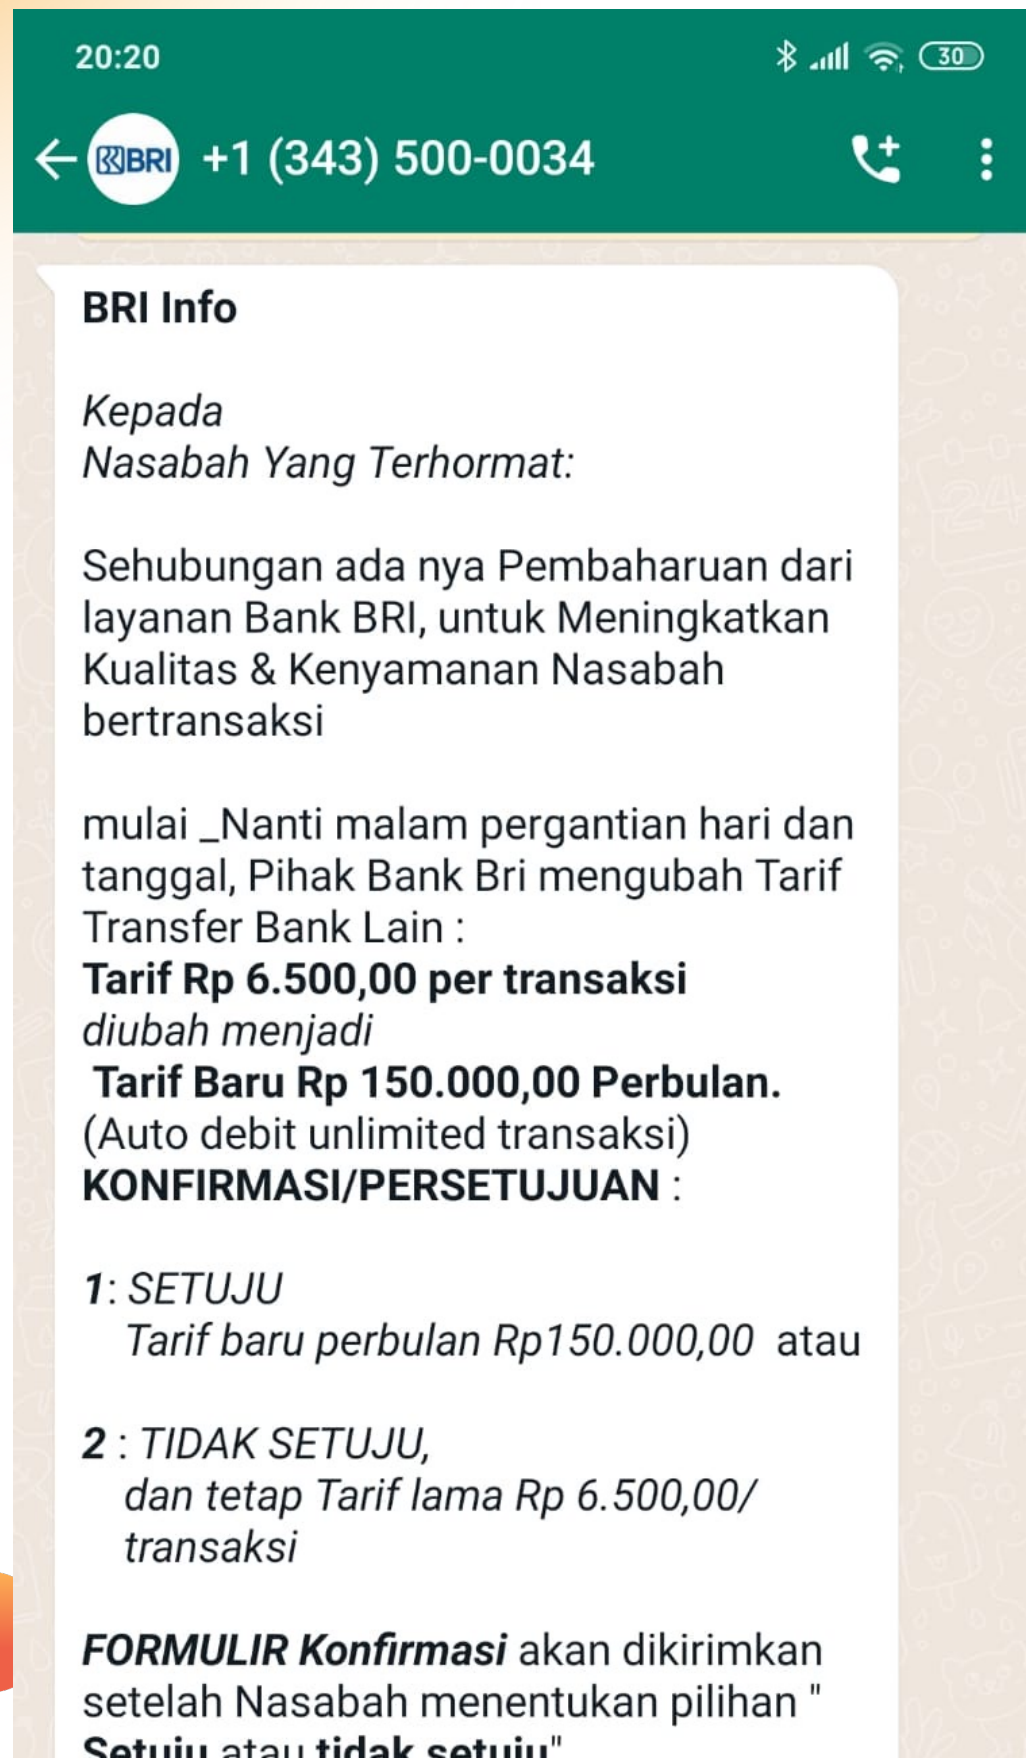 20:20
30
BRI
+1 (343) 500-0034
BRI Info
Kepada
Nasabah Yang Terhormat:
Sehubungan ada nya Pembaharuan dari
layanan Bank BRI, untuk Meningkatkan
Kualitas & Kenyamanan Nasabah
bertransaksi
mulai _Nanti malam pergantian hari dan
tanggal, Pihak Bank Bri mengubah Tarif
Transfer Bank Lain :
Tarif Rp 6.500,00 per transaksi
diubah menjadi
Tarif Baru Rp 150.000,00 Perbulan.
(Auto debit unlimited transaksi)
KONFIRMASI/PERSETUJUAN :
1: SETUJU
Tarif baru perbulan Rp150.000,00 atau
2 : TIDAK SETUJU,
dan tetap Tarif lama Rp 6.500,00/
transaksi
FORMULIR Konfirmasi akan dikirimkan
setelah Nasabah menentukan pilihan "
Setuju atau tidak setuju"